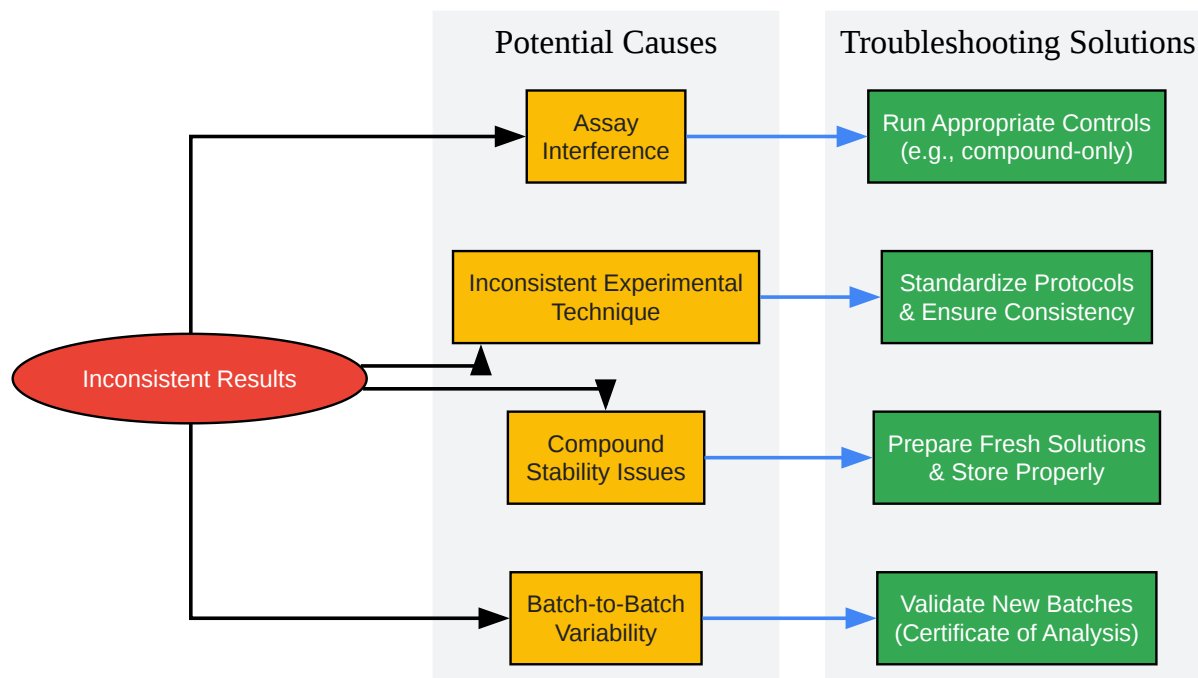 Potential Causes
Troubleshooting Solutions
Assay
Interference
Run Appropriate Controls
(e.g., compound-only)
Inconsistent Experimental
Technique
Standardize Protocols
& Ensure Consistency
Inconsistent Results
Compound
Stability Issues
Prepare Fresh Solutions
& Store Properly
Batch-to-Batch
Variability
Validate New Batches
(Certificate of Analysis)